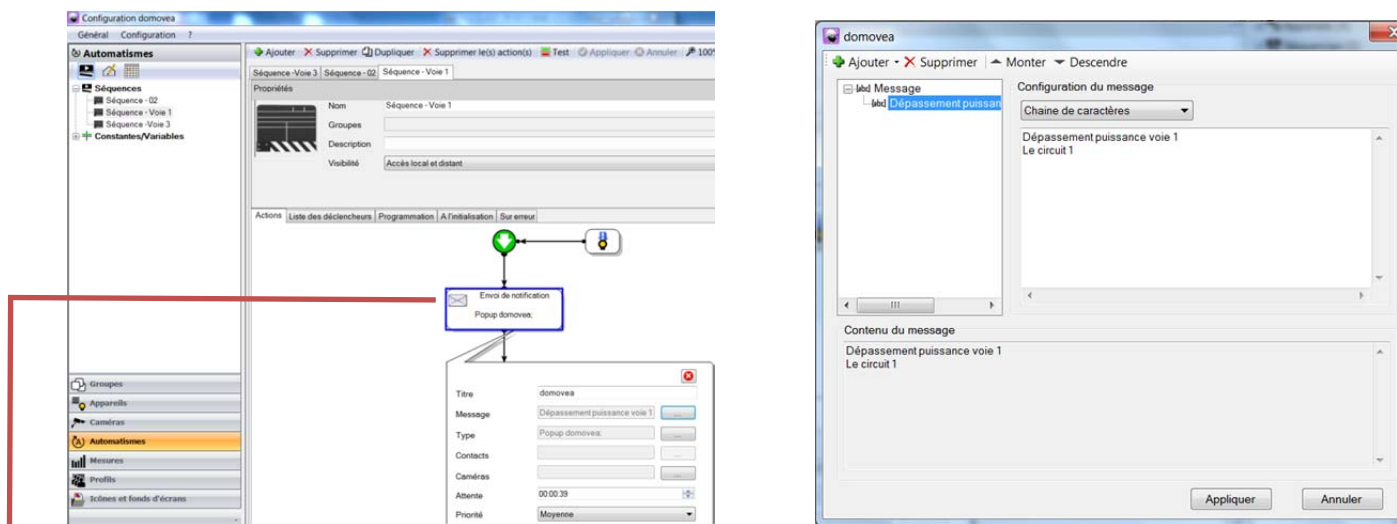 Configuration domovea
Général Configuration ?
Automatismes
Séquences
Séquence - 02
Séquence - Voie 1
Séquence -Voie 3
Constantes/Variables
Groupes
Appareils
Caméras
Automatismes
Mesures
Profils
Icônes et fonds d'écrans
Ajouter Supprimer Dupliquer Supprimer le(s) action(s) Test Appliquer Annuler 100%
Séquence -Voie 3 Séquence - 02 Séquence - Voie 1
Propriétés
Nom Séquence - Voie 1
Groupes
Description
Visibilité Accès local et distant
Actions Liste des déclencheurs Programmation A l'initialisation Sur erreur
Envoi de notification
Popup domovea;
Titre domovea
Message Dépassement puissance voie 1 ...
Type Popup domovea; ...
Contacts ...
Caméras ...
Attente 00:00:39
Priorité Moyenne
domovea
Ajouter Supprimer Monter Descendre
Message
Dépassement puissan
Configuration du message
Chaine de caractères
Dépassement puissance voie 1
Le circuit 1
Contenu du message
Dépassement puissance voie 1
Le circuit 1
Appliquer Annuler